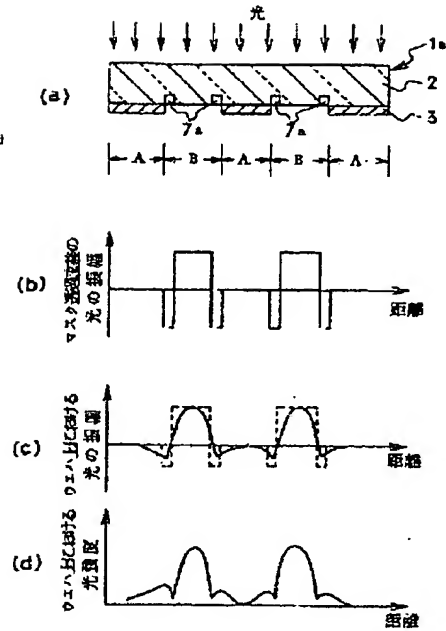 光
(a)
1a
2
3
7a 7a
A B A B A
(b)
マスク透過直後の
光の振幅
距離
(c)
ウェハ上における
光の振幅
距離
(d)
ウェハ上における
光強度
距離